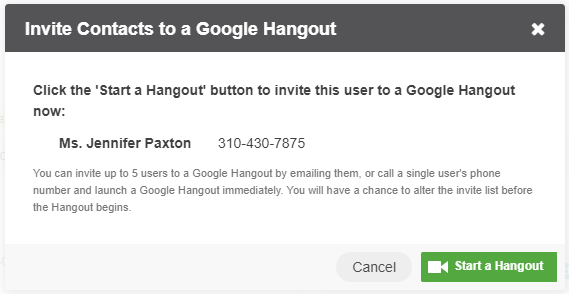 Invite Contacts to a Google Hangout
Click the 'Start a Hangout' button to invite this user to a Google Hangout
now:
Ms. Jennifer Paxton 310-430-7875
You can invite up to 5 users to a Google Hangout by emailing them, or call a single user's phone
number and launch a Google Hangout immediately. You will have a chance to alter the invite list before
the Hangout begins.
Cancel Start a Hangout